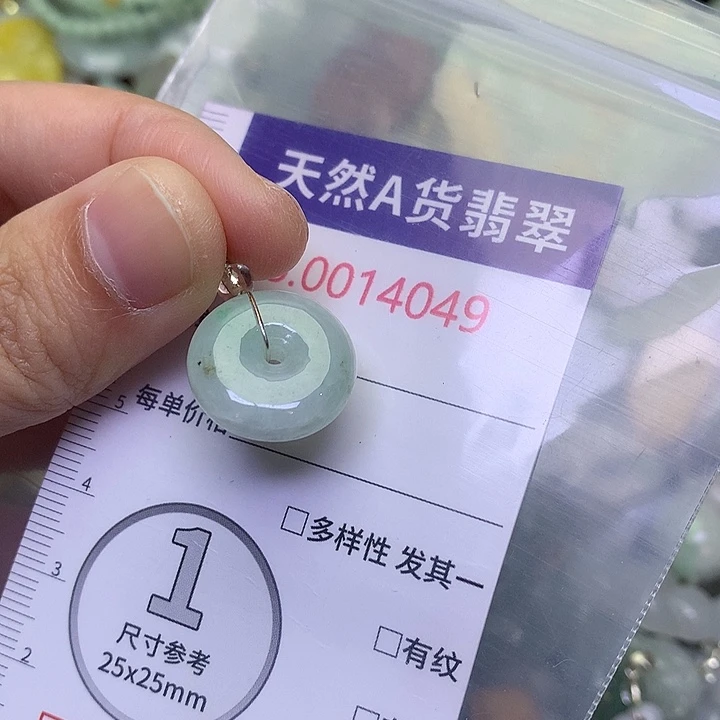 天然A货翡翠
.0014049
每单价
5
4
□多样性 发其一
3
1
尺寸参考
25x25mm
□有纹
2